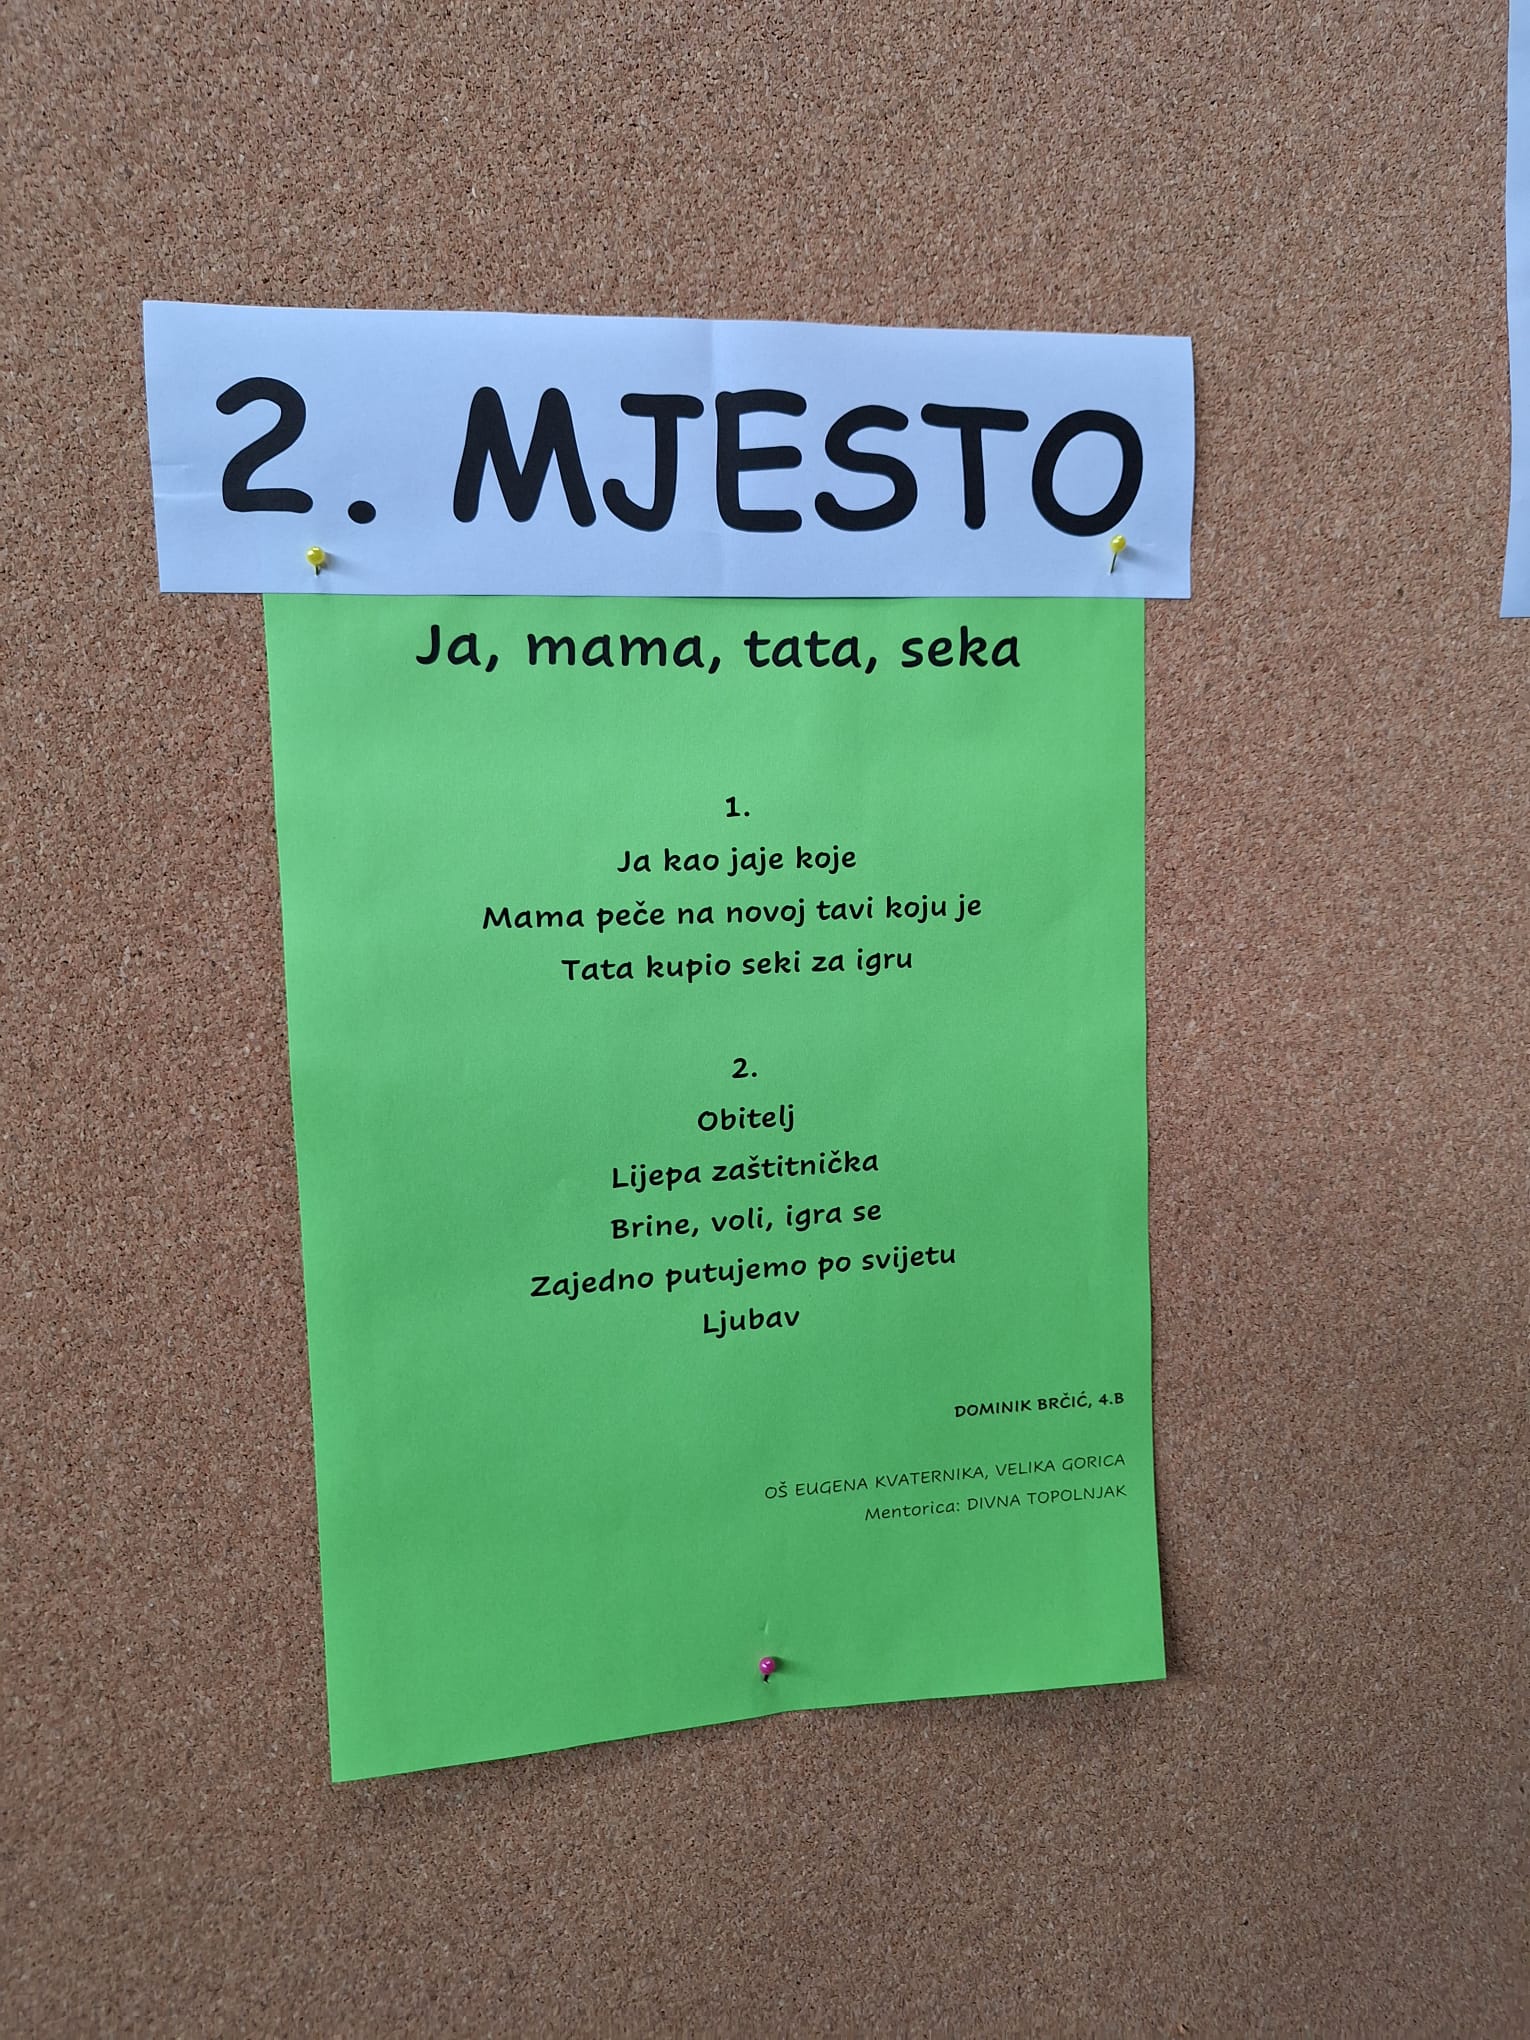 2. MJESTO
Ja, mama, tata, seka
1.
Ja kao jaje koje
Mama peče na novoj tavi koju je
Tata kupio seki za igru
2.
Obitelj
Lijepa zaštitnička
Brine, voli, igra se
Zajedno putujemo po svijetu
Ljubav
DOMINIK BRČIĆ, 4.B
OŠ EUGENA KVATERNIKA, VELIKA GORICA
Mentorica: DIVNA TOPOLNJAK